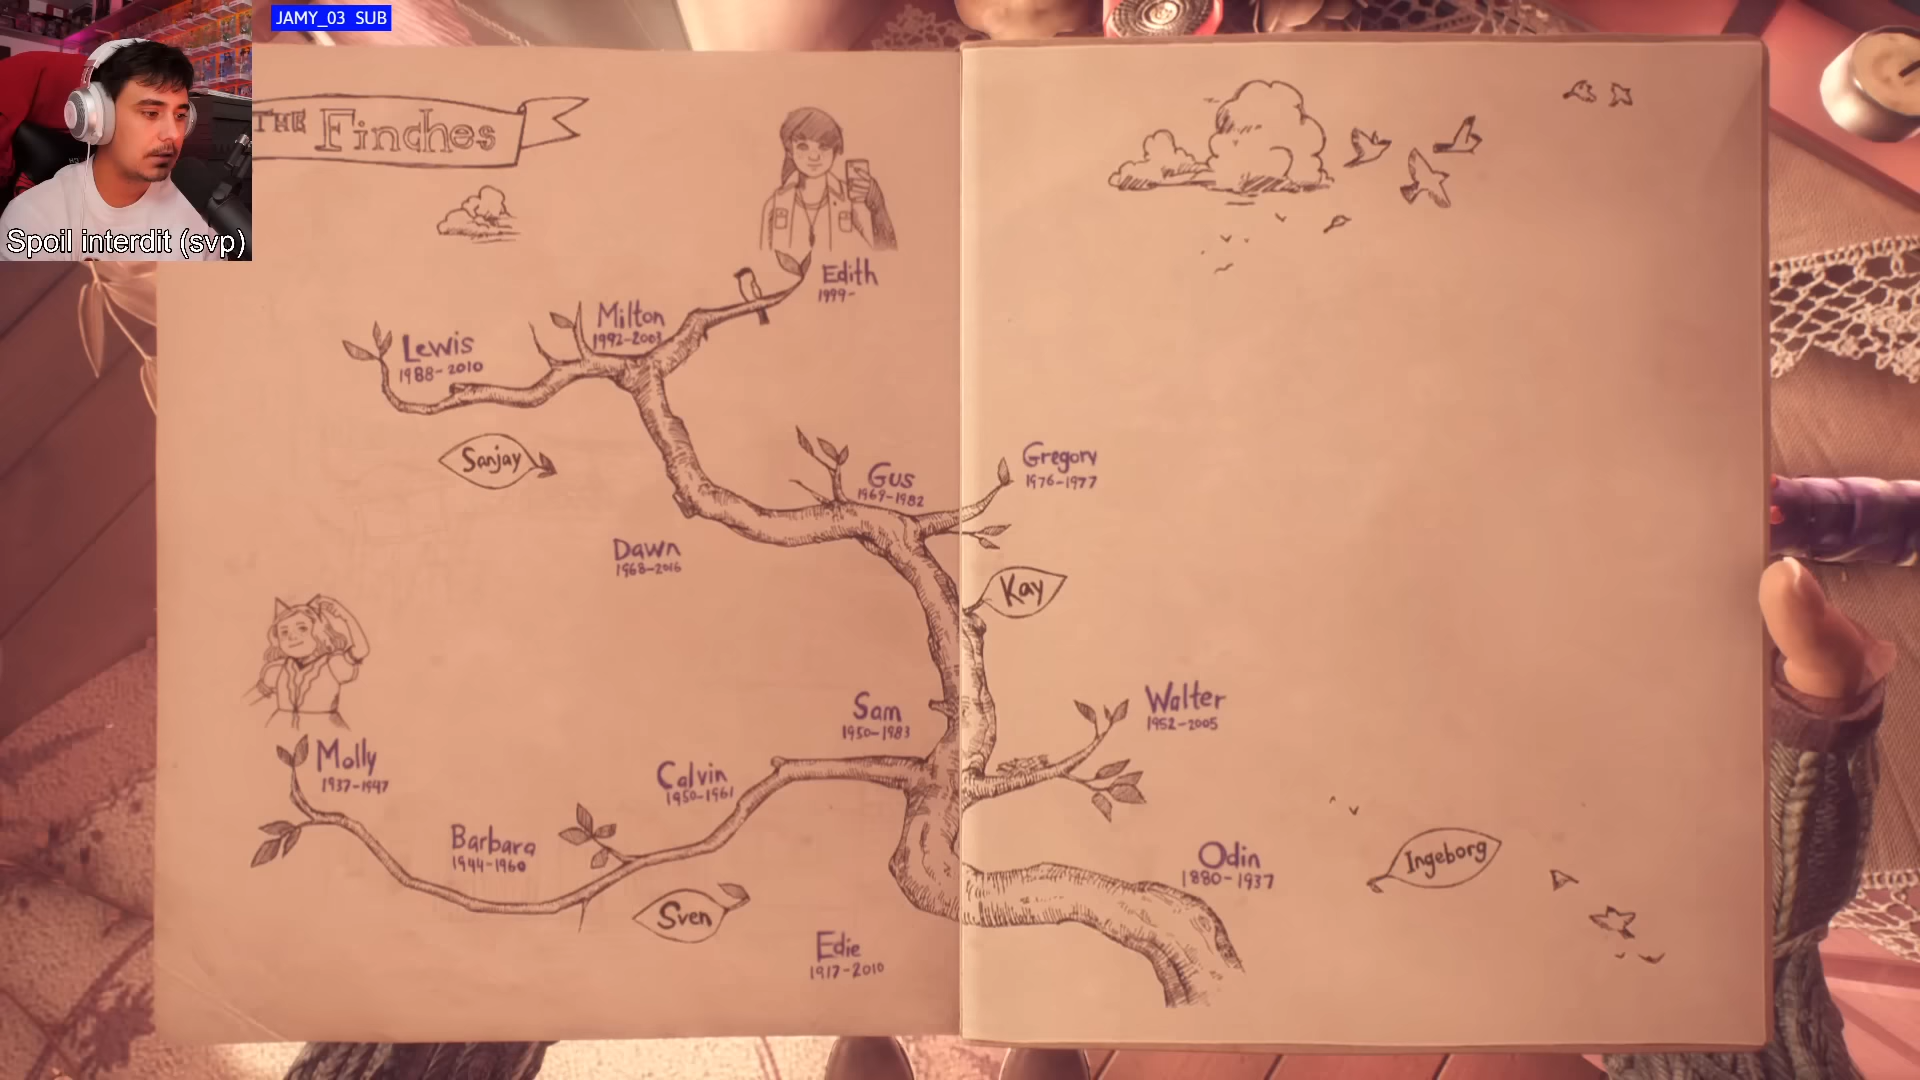 JAMY_03 SUB
Spoil interdit (svp)
THE Finches
Edith
1999-
Milton
1992-2003
Lewis
1988-2010
Sanjay
Gregory
1976-1977
Gus
1969-1982
Dawn
1968-2016
Kay
Sam
1950-1983
Walter
1952-2005
Molly
1937-1947
Calvin
1950-1961
Barbara
1944-1960
Odin
1880-1937
Ingeborg
Sven
Edie
1917-2010